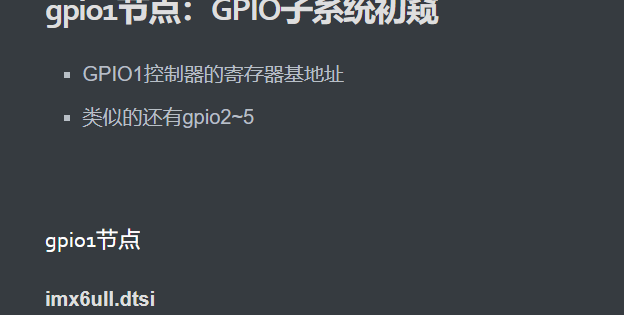 gpio1节点：GPIO子系统初窥
GPIO1控制器的寄存器基地址
类似的还有gpio2~5
gpio1节点
imx6ull.dtsi